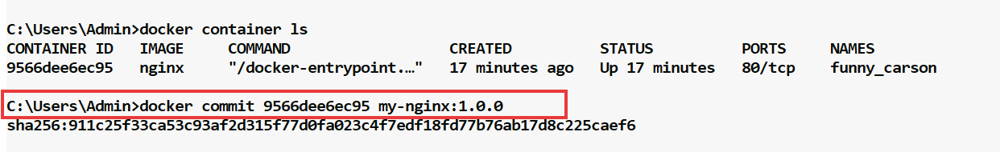 C:\Users\Admin>docker container ls
CONTAINER ID   IMAGE     COMMAND                  CREATED          STATUS          PORTS     NAMES
9566dee6ec95   nginx     "/docker-entrypoint.…"   17 minutes ago   Up 17 minutes   80/tcp    funny_carson
C:\Users\Admin>docker commit 9566dee6ec95 my-nginx:1.0.0
sha256:911c25f33ca53c93af2d315f77d0fa023c4f7edf18fd77b76ab17d8c225caef6